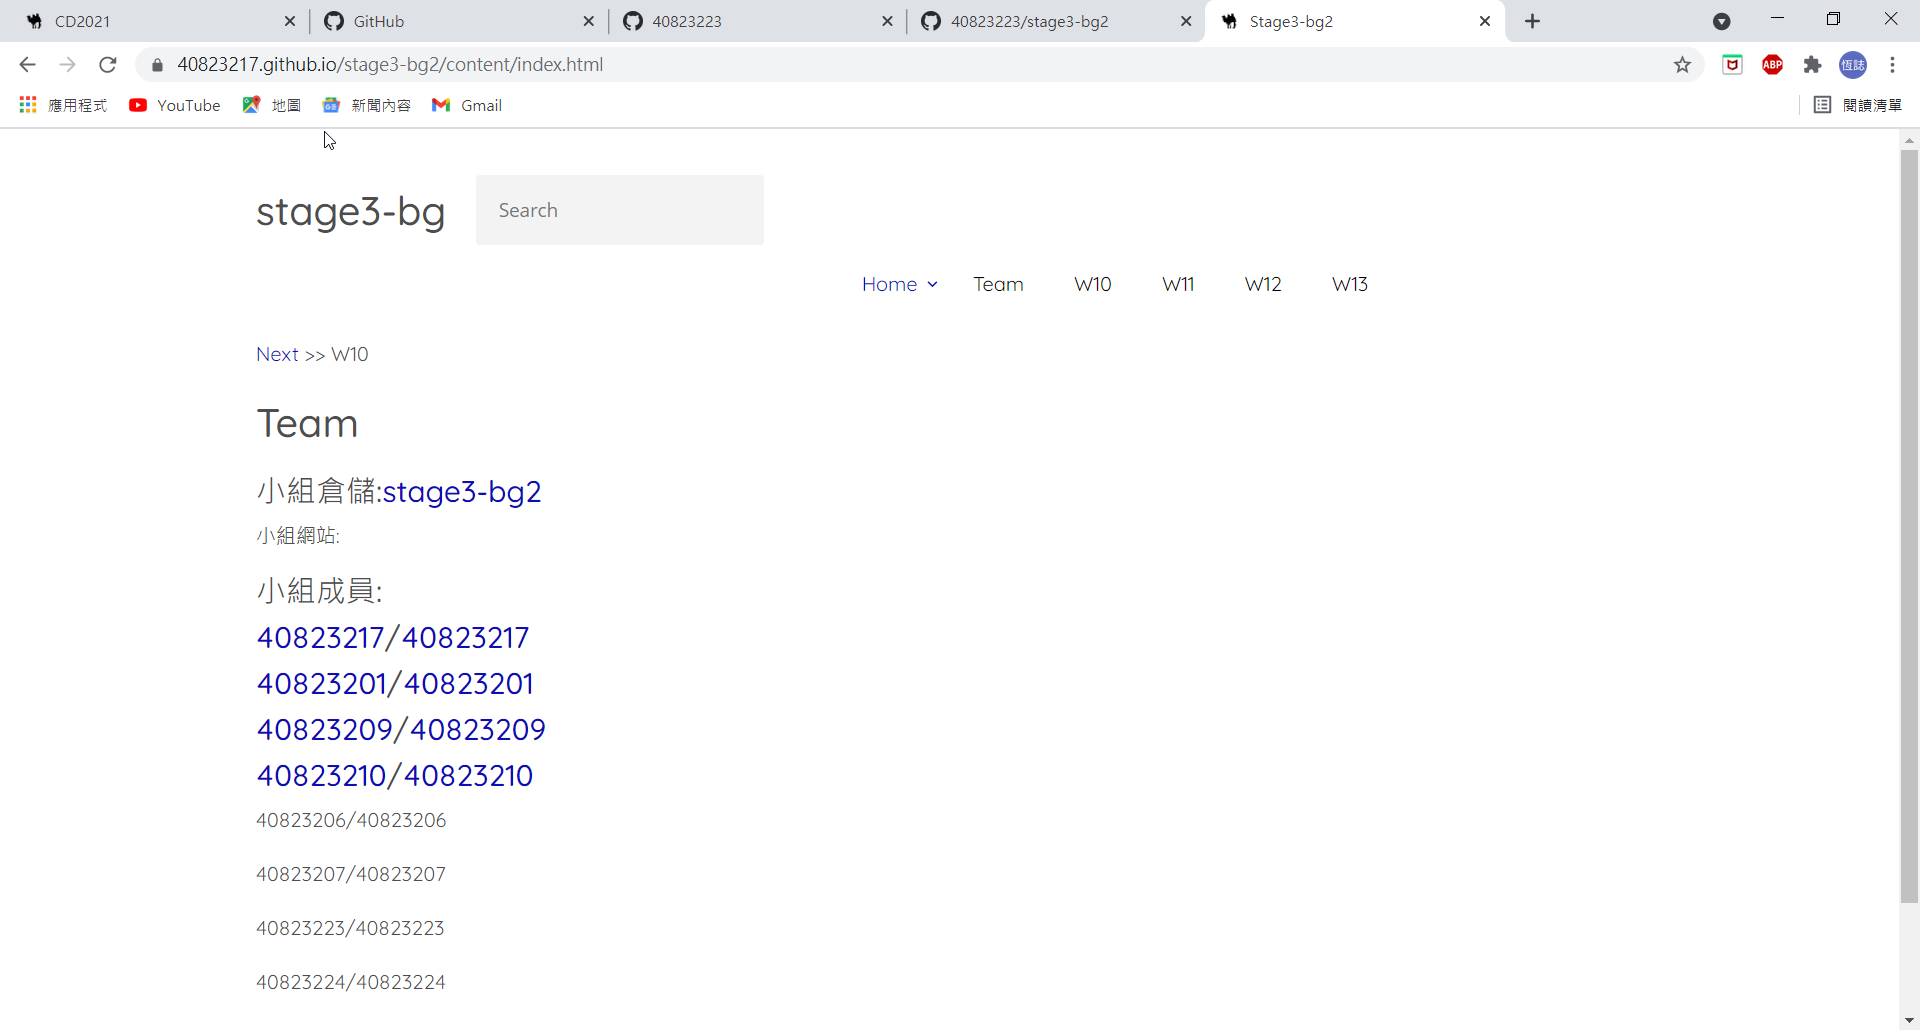 CD2021
GitHub
40823223
40823223/stage3-bg2
Stage3-bg2
40823217.github.io/stage3-bg2/content/index.html
ABP
恆誌
應用程式
YouTube
地圖
新聞內容
Gmail
閱讀清單
stage3-bg
Search
Home
Team
W10
W11
W12
W13
Next >> W10
Team
小組倉儲:stage3-bg2
小組網站:
小組成員:
40823217/40823217
40823201/40823201
40823209/40823209
40823210/40823210
40823206/40823206
40823207/40823207
40823223/40823223
40823224/40823224